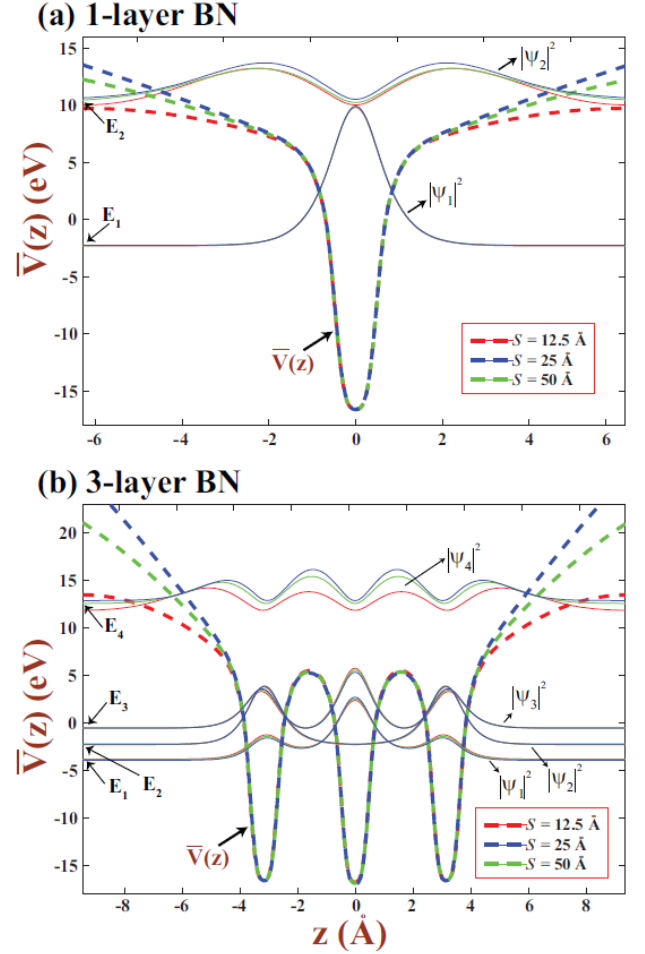 (a) 1-layer BN
V̅(z) (eV)
15
10
5
0
-5
-10
-15
|ψ₂|²
E₂
|ψ₁|²
E₁
V̅(z)
S = 12.5 Å
S = 25 Å
S = 50 Å
-6
-4
-2
0
2
4
6
(b) 3-layer BN
V̅(z) (eV)
20
15
10
5
0
-5
-10
-15
|ψ₄|²
E₄
E₃
|ψ₃|²
E₁
E₂
|ψ₁|²
|ψ₂|²
V̅(z)
S = 12.5 Å
S = 25 Å
S = 50 Å
-8
-6
-4
-2
0
2
4
6
8
z (Å)